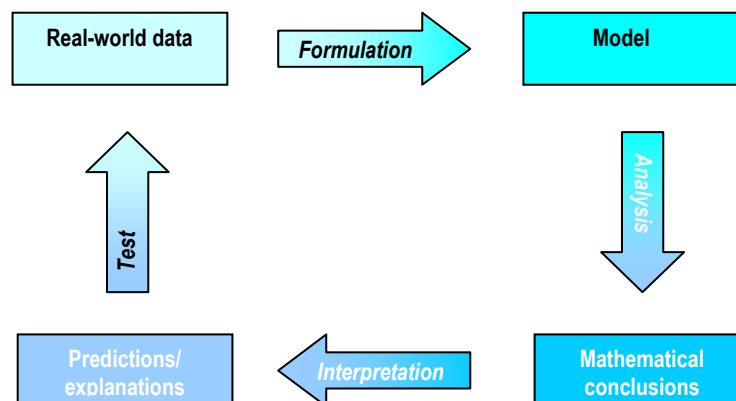 Real-world data
Formulation
Model
Analysis
Test
Predictions/
explanations
Interpretation
Mathematical
conclusions